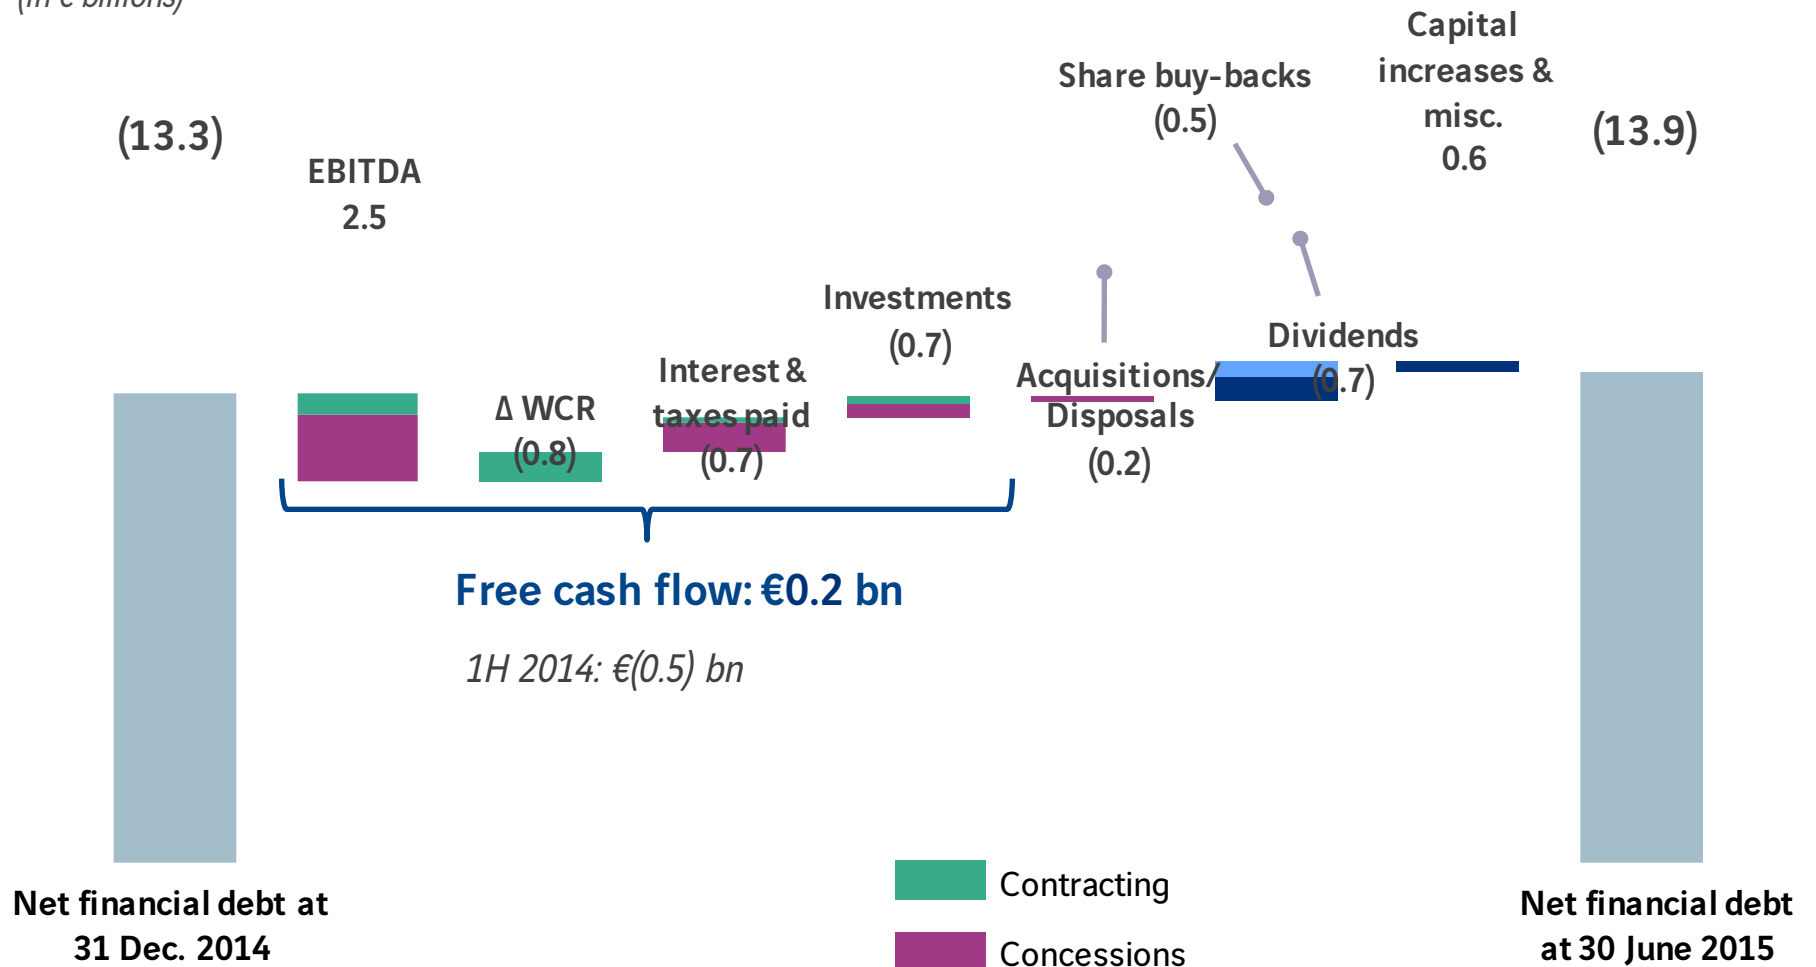 (in € billions)
(13.3)
EBITDA
2.5
Δ WCR
(0.8)
Interest &
taxes paid
(0.7)
Investments
(0.7)
Acquisitions/
Disposals
(0.2)
Share buy-backs
(0.5)
Dividends
(0.7)
Capital
increases &
misc.
0.6
(13.9)
Free cash flow: €0.2 bn
1H 2014: €(0.5) bn
Net financial debt at
31 Dec. 2014
Contracting
Concessions
Net financial debt
at 30 June 2015